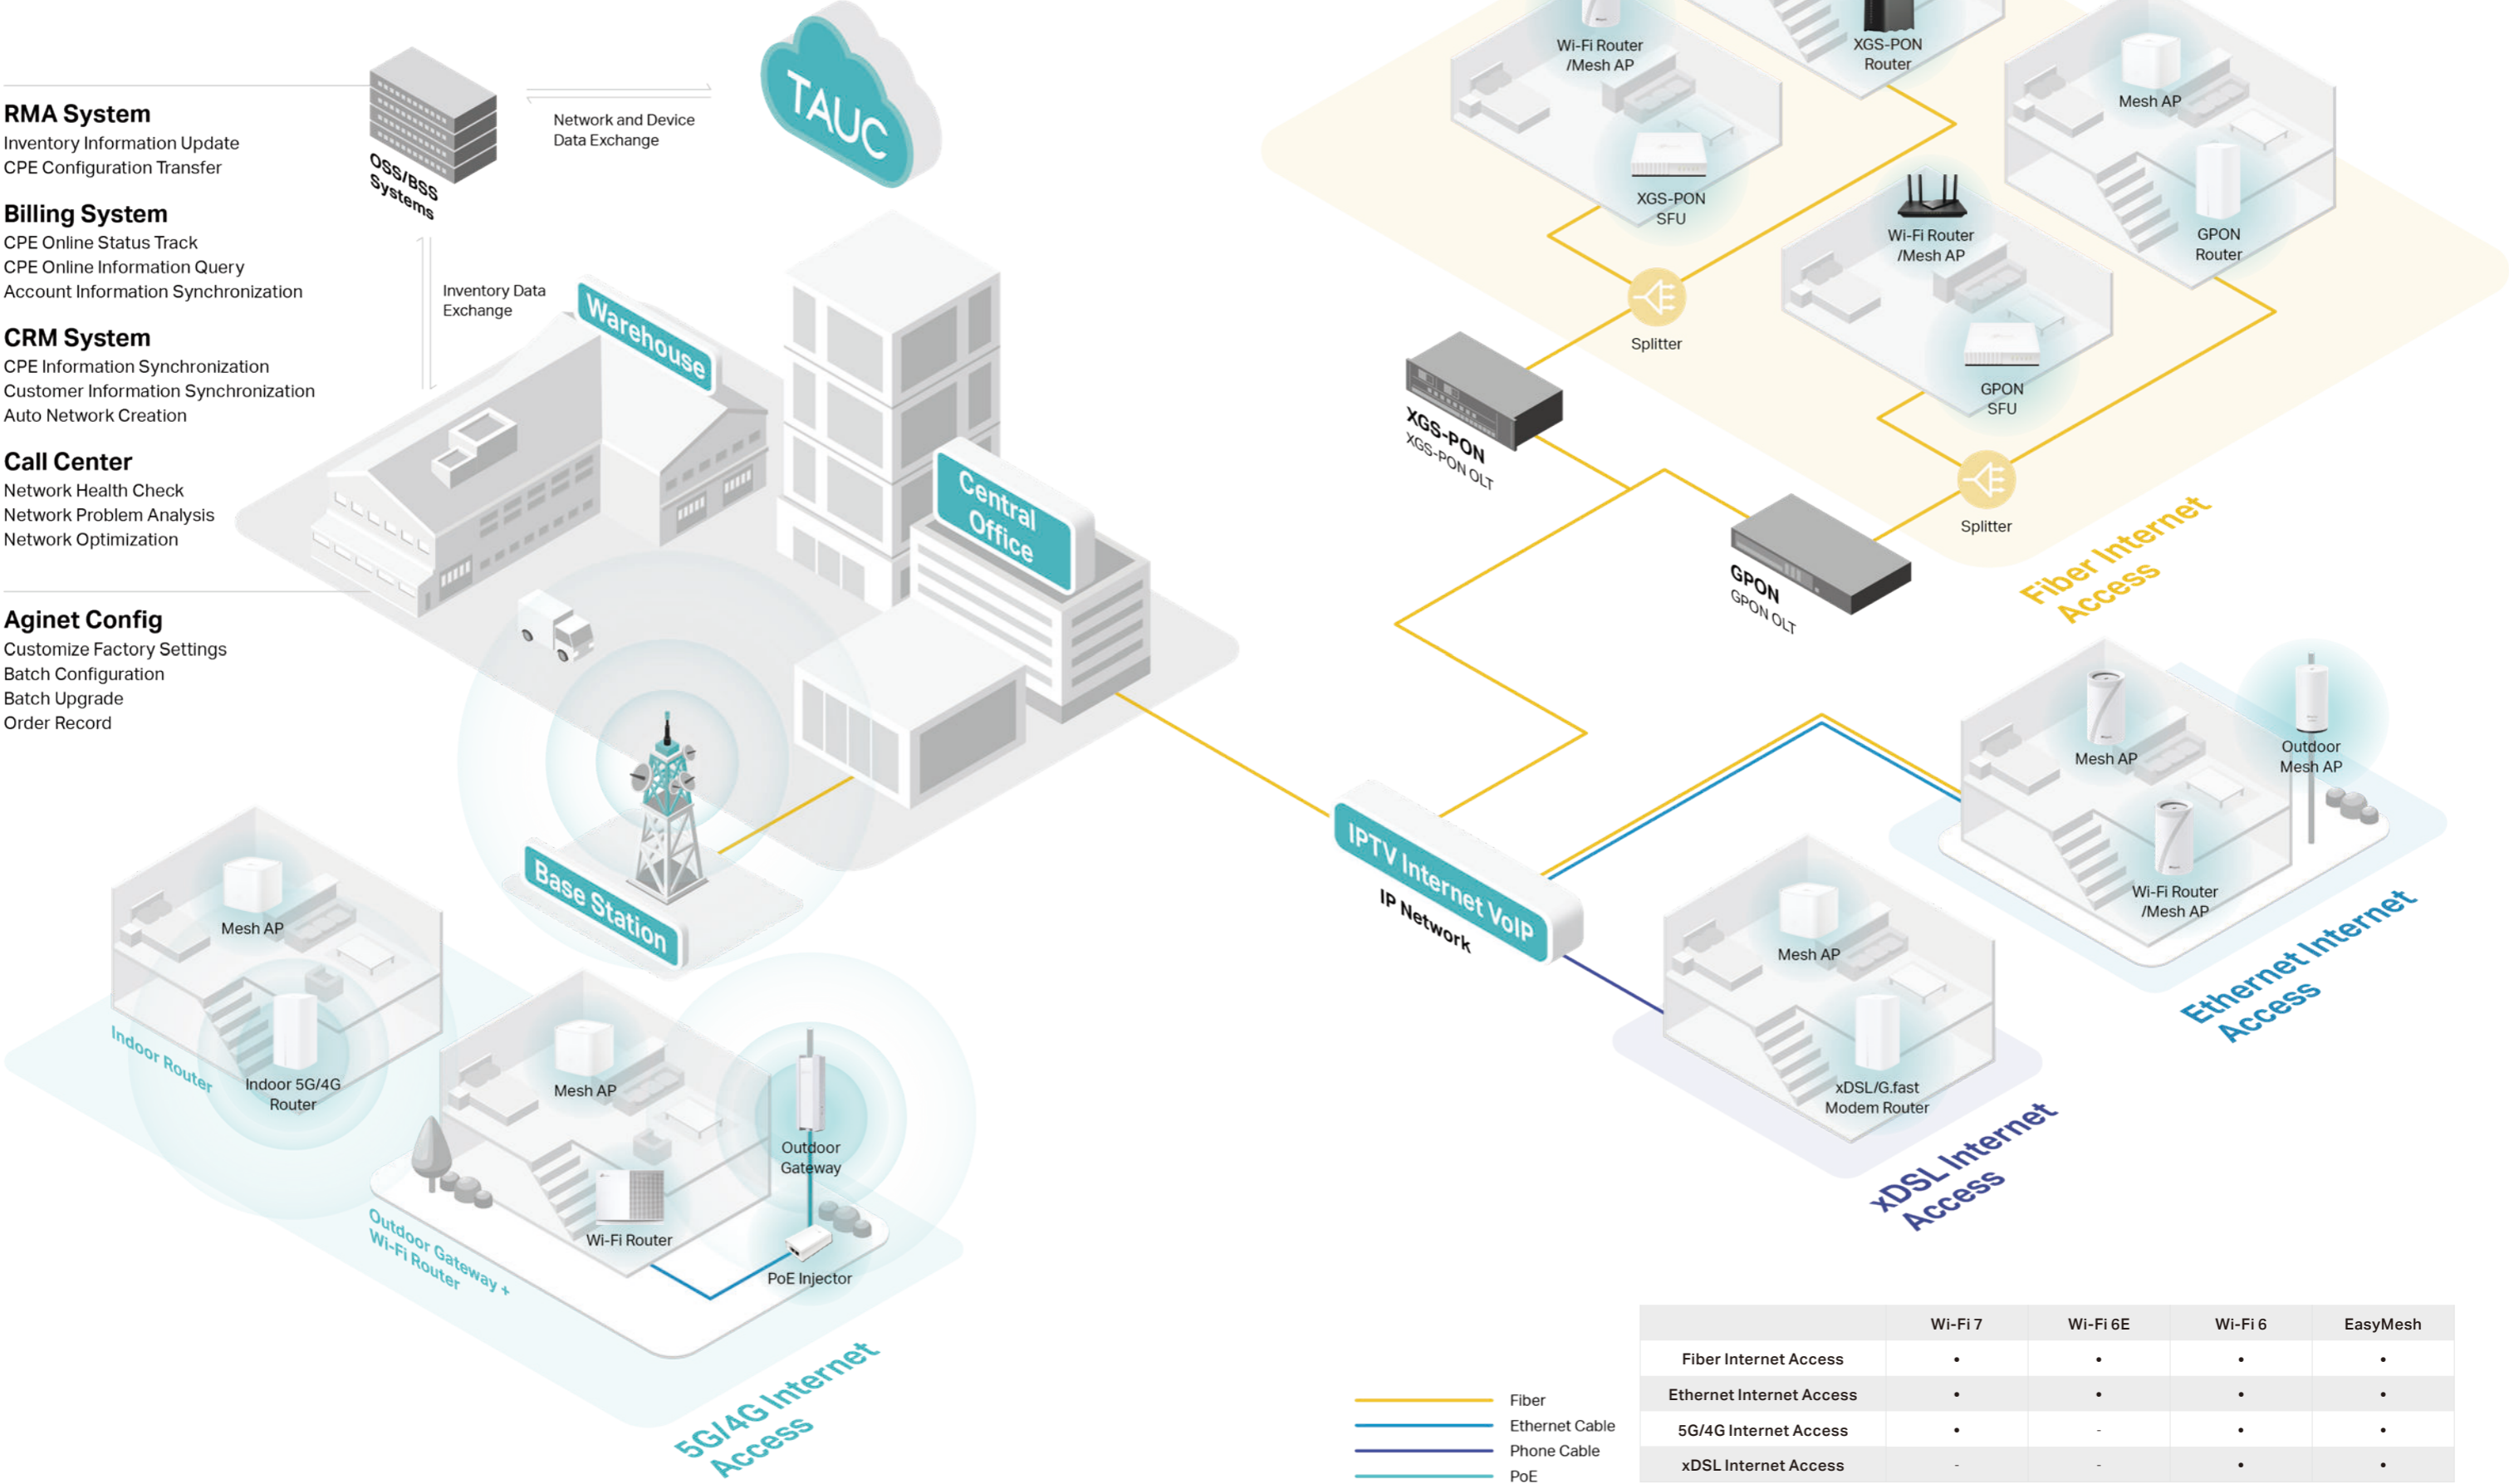 RMA System
Inventory Information Update
CPE Configuration Transfer
Billing System
CPE Online Status Track
CPE Online Information Query
Account Information Synchronization
CRM System
CPE Information Synchronization
Customer Information Synchronization
Auto Network Creation
Call Center
Network Health Check
Network Problem Analysis
Network Optimization
Aginet Config
Customize Factory Settings
Batch Configuration
Batch Upgrade
Order Record
OSS/BSS
Systems
Network and Device
Data Exchange
TAUC
Inventory Data
Exchange
Warehouse
Central
Office
Base Station
Mesh AP
Indoor 5G/4G
Router
Indoor Router
Mesh AP
Wi-Fi Router
Outdoor
Gateway
PoE Injector
Outdoor Gateway +
Wi-Fi Router
5G/4G Internet
Access
Wi-Fi Router
/Mesh AP
XGS-PON
SFU
XGS-PON
Router
Mesh AP
GPON
Router
Wi-Fi Router
/Mesh AP
GPON
SFU
Splitter
Splitter
XGS-PON
XGS-PON OLT
GPON
GPON OLT
Fiber Internet
Access
IPTV Internet VoIP
IP Network
Mesh AP
Outdoor
Mesh AP
Wi-Fi Router
/Mesh AP
Ethernet Internet
Access
Mesh AP
xDSL/G.fast
Modem Router
xDSL Internet
Access
Fiber
Ethernet Cable
Phone Cable
PoE
Wi-Fi 7 Wi-Fi 6E Wi-Fi 6 EasyMesh
Fiber Internet Access • • • •
Ethernet Internet Access • • • •
5G/4G Internet Access • - • •
xDSL Internet Access - - • •